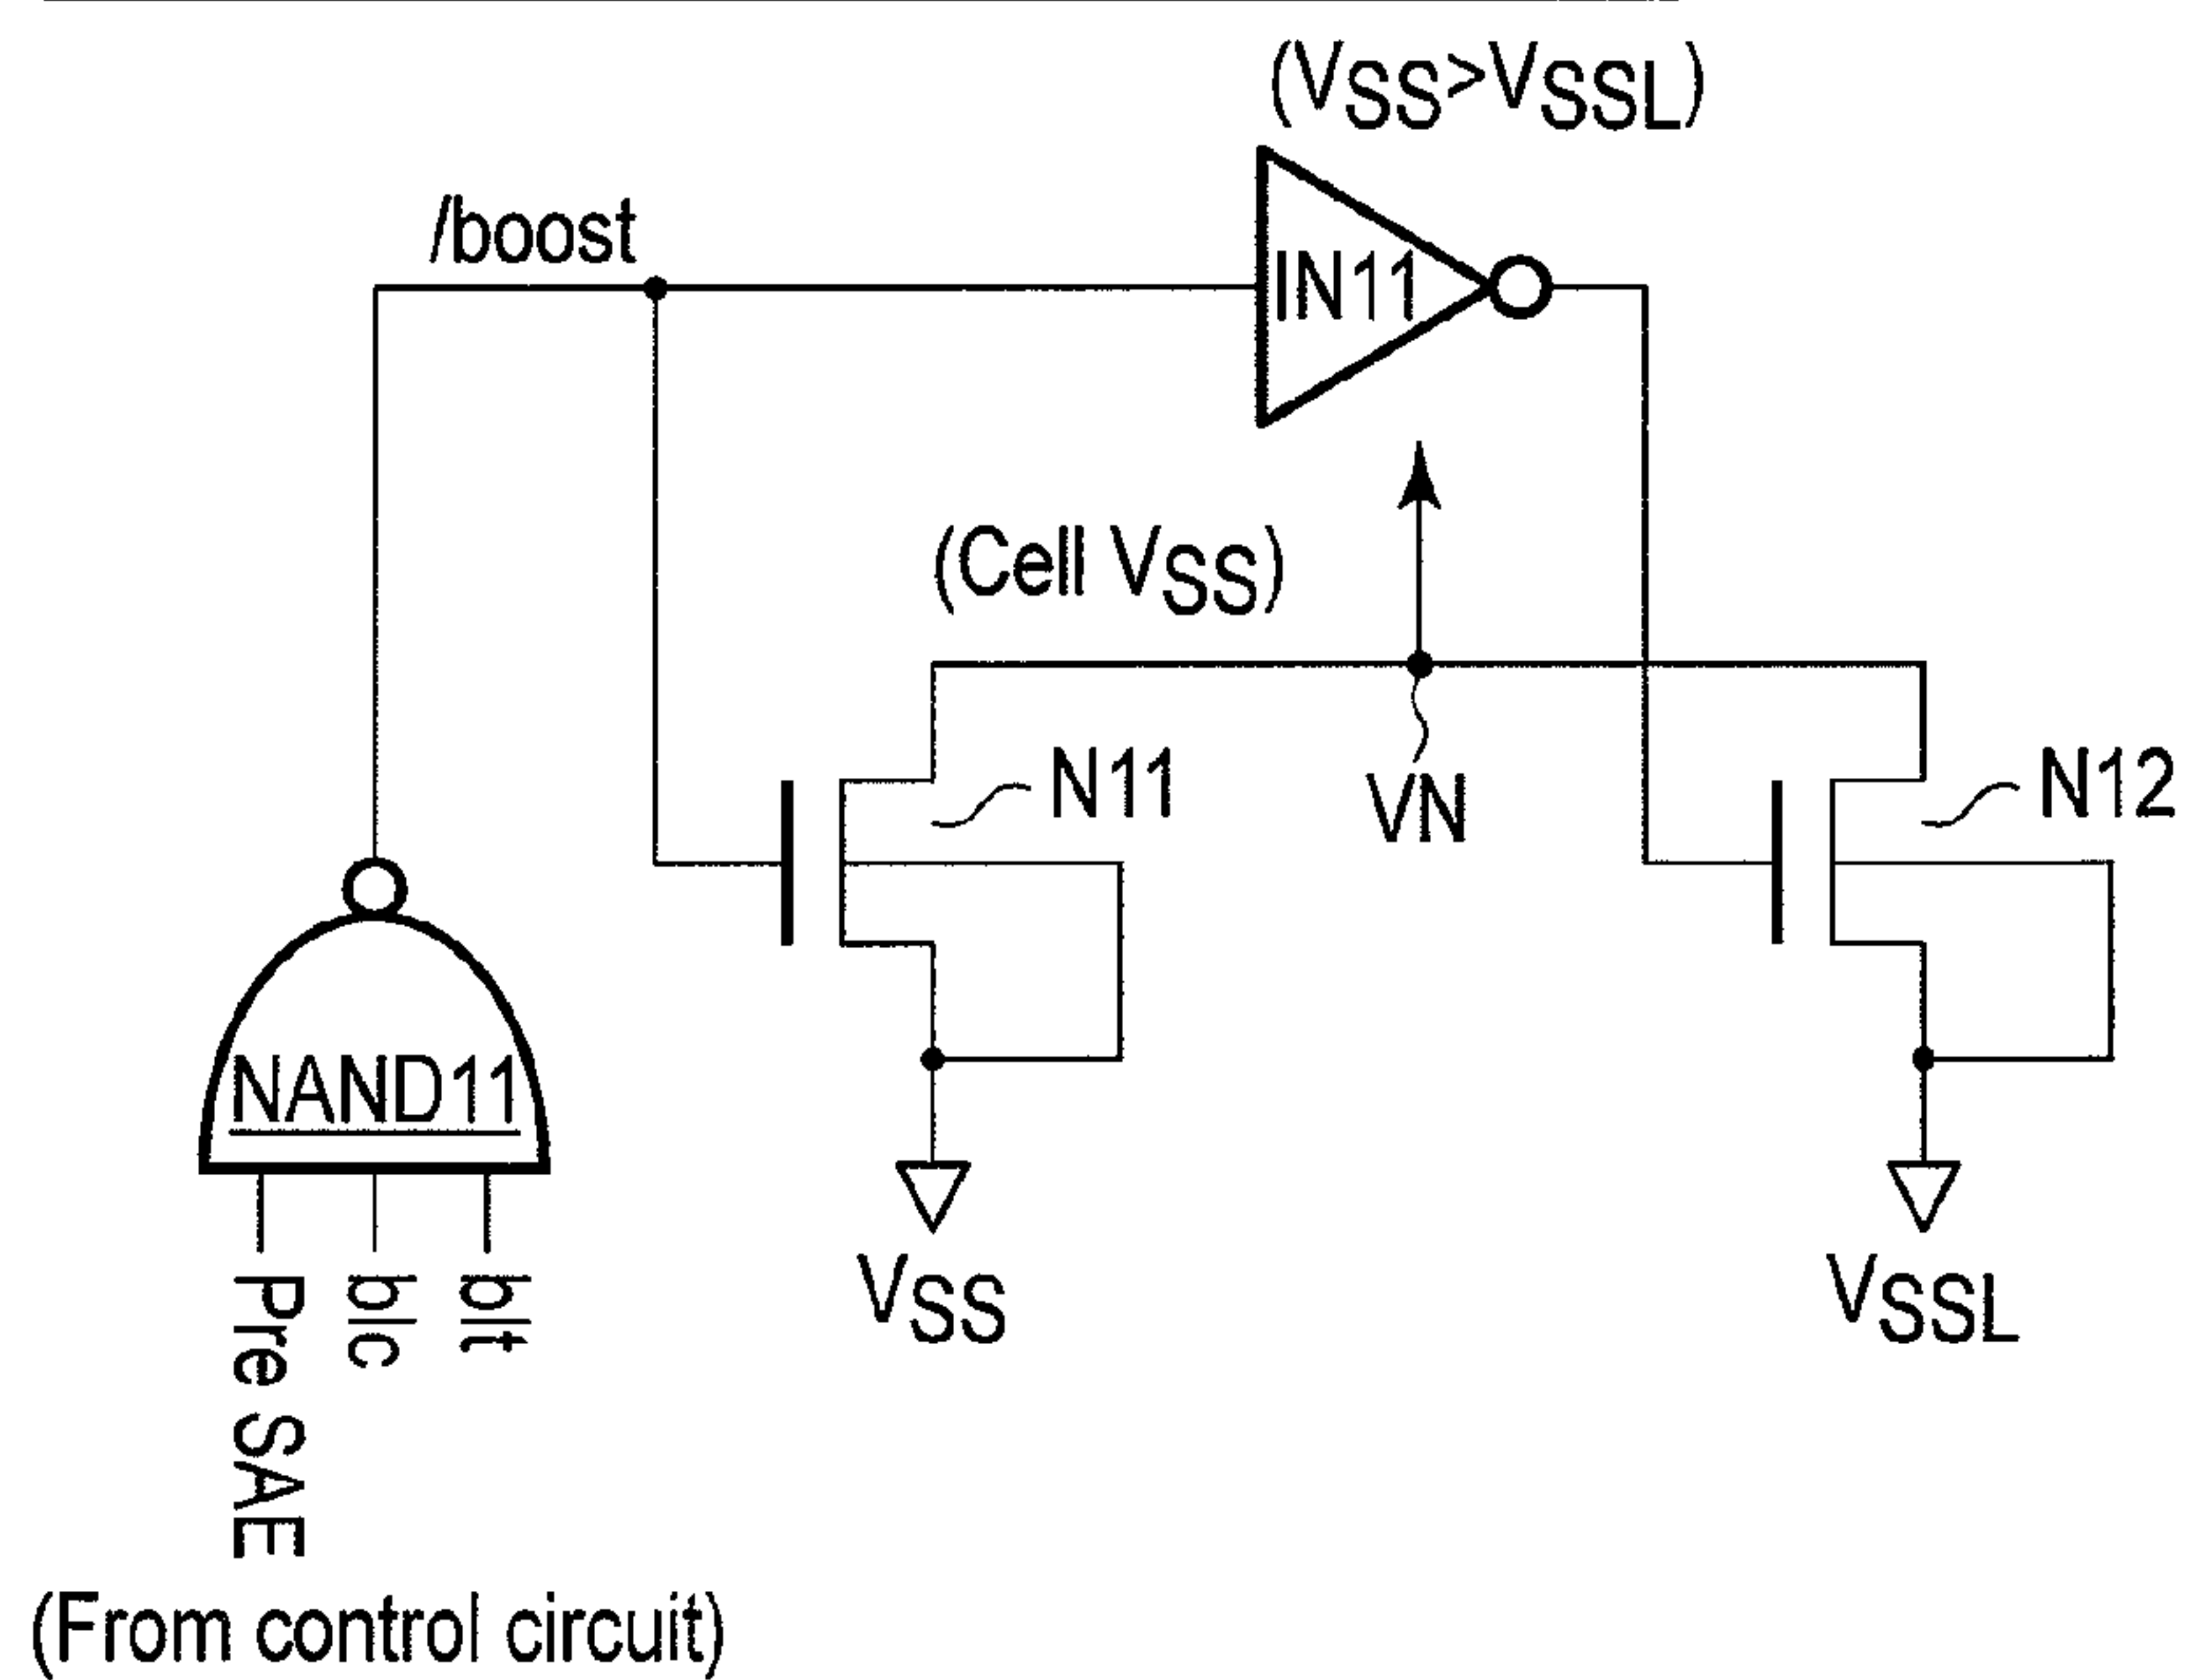 (VSS>VSSL)
/boost
IN11
(Cell VSS)
N11
VN
N12
NAND11
Pre SAE
blc
blt
VSS
VSSL
(From control circuit)